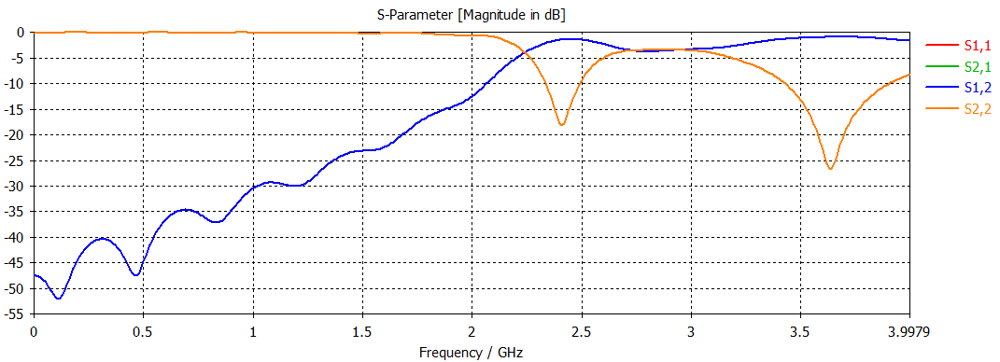 S-Parameter [Magnitude in dB]
0
-5
-10
-15
-20
-25
-30
-35
-40
-45
-50
-55
0 0.5 1 1.5 2 2.5 3 3.5 3.9979
Frequency / GHz
S1,1
S2,1
S1,2
S2,2